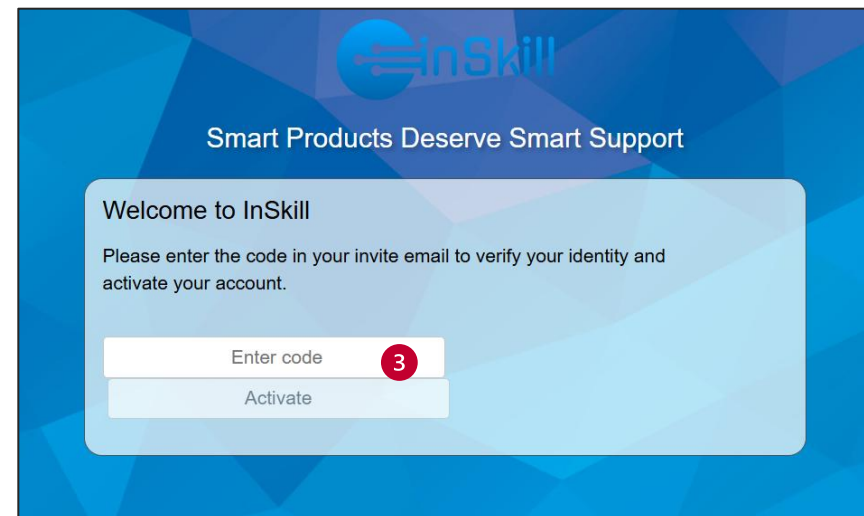 inSkill
Smart Products Deserve Smart Support
Welcome to InSkill
Please enter the code in your invite email to verify your identity and
activate your account.
Enter code
3
Activate